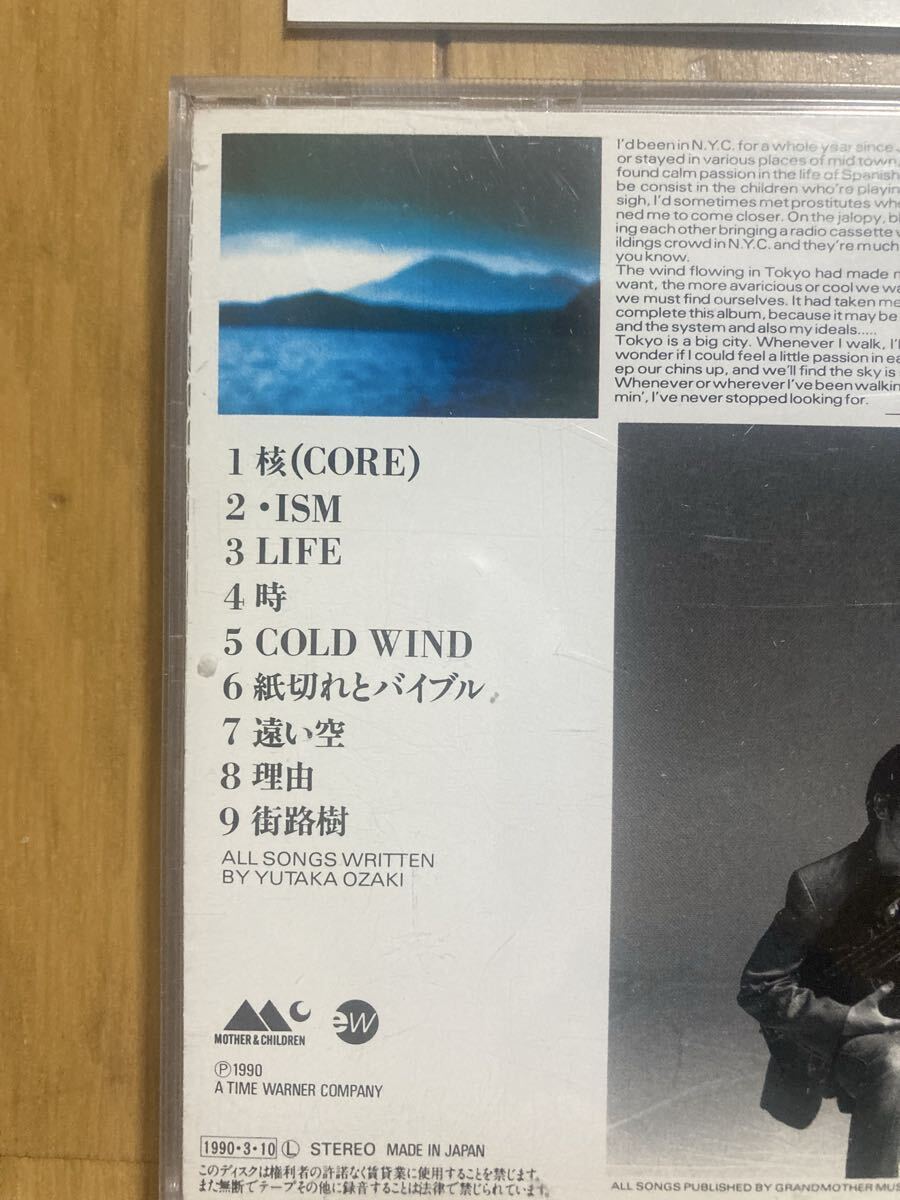 I'd been in N.Y.C. for a whole year since
or stayed in various places of mid town,
found calm passion in the life of Spanish
be consist in the children who're playin
sigh, I'd sometimes met prostitutes who
ned me to come closer. On the jalopy, bl
ing each other bringing a radio cassette
ildings crowd in N.Y.C. and they're much
you know.
The wind flowing in Tokyo had made
want, the more avaricious or cool we wa
we must find ourselves. It had taken me
complete this album, because it may be
and the system and also my ideals.....
Tokyo is a big city. Whenever I walk, I'
wonder if I could feel a little passion in ea
ep our chins up, and we'll find the sky is
Whenever or wherever I've been walkin
min', I've never stopped looking for.
1 核(CORE)
2 ・ISM
3 LIFE
4 時
5 COLD WIND
6 紙切れとバイブル
7 遠い空
8 理由
9 街路樹
ALL SONGS WRITTEN
BY YUTAKA OZAKI
MOTHER & CHILDREN
ew
Ⓟ1990
A TIME WARNER COMPANY
1990・3・10 Ⓛ STEREO MADE IN JAPAN
このディスクは権利者の許諾なく賃貸業に使用することを禁じます。
また無断でテープその他に録音することは法律で禁じられています。
ALL SONGS PUBLISHED BY GRANDMOTHER MUS